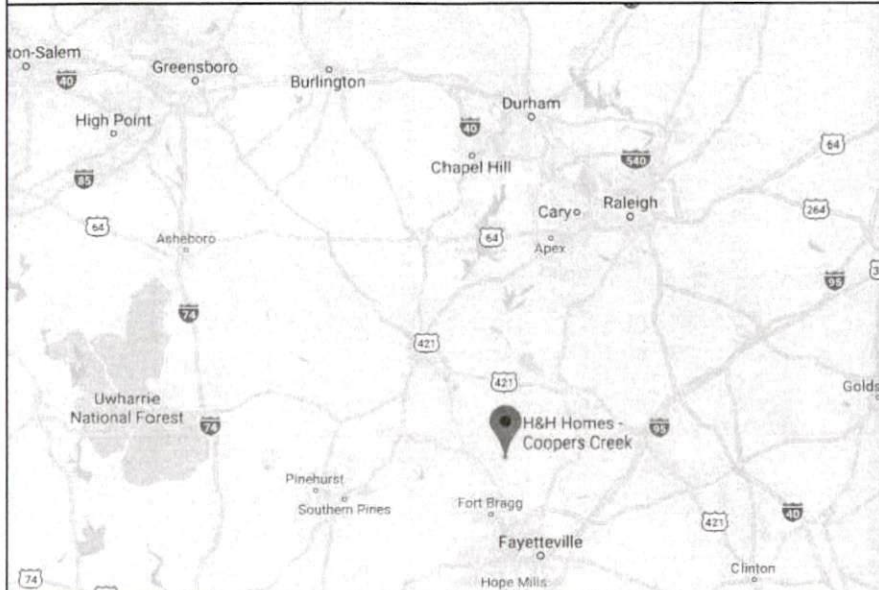 ton-Salem
Greensboro
40
Burlington
High Point
Durham
40
85
Chapel Hill
540
64
Cary
Raleigh
264
64
64
Apex
Asheboro
95
74
421
421
Uwharrie
National Forest
74
H&H Homes -
Coopers Creek
95
Golds
Pinehurst
Southern Pines
Fort Bragg
421
40
Fayetteville
74
Clinton
Hope Mills